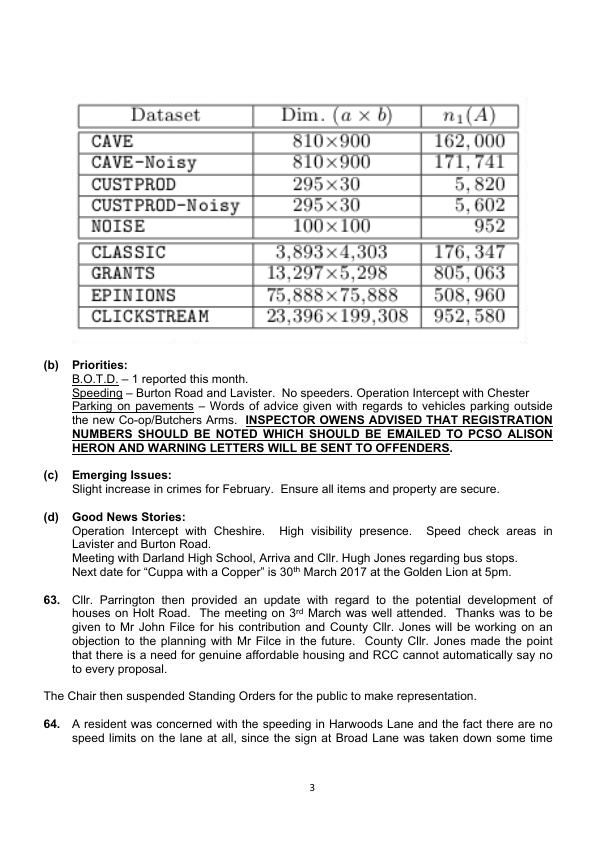 Dataset Dim. (a × b) n₁(A)
CAVE 810×900 162,000
CAVE-Noisy 810×900 171,741
CUSTPROD 295×30 5,820
CUSTPROD-Noisy 295×30 5,602
NOISE 100×100 952
CLASSIC 3,893×4,303 176,347
GRANTS 13,297×5,298 805,063
EPINIONS 75,888×75,888 508,960
CLICKSTREAM 23,396×199,308 952,580
(b) Priorities:
B.O.T.D. – 1 reported this month.
Speeding – Burton Road and Lavister. No speeders. Operation Intercept with Chester
Parking on pavements – Words of advice given with regards to vehicles parking outside
the new Co-op/Butchers Arms. INSPECTOR OWENS ADVISED THAT REGISTRATION
NUMBERS SHOULD BE NOTED WHICH SHOULD BE EMAILED TO PCSO ALISON
HERON AND WARNING LETTERS WILL BE SENT TO OFFENDERS.
(c) Emerging Issues:
Slight increase in crimes for February. Ensure all items and property are secure.
(d) Good News Stories:
Operation Intercept with Cheshire. High visibility presence. Speed check areas in
Lavister and Burton Road.
Meeting with Darland High School, Arriva and Cllr. Hugh Jones regarding bus stops.
Next date for “Cuppa with a Copper” is 30th March 2017 at the Golden Lion at 5pm.
63. Cllr. Parrington then provided an update with regard to the potential development of
houses on Holt Road. The meeting on 3rd March was well attended. Thanks was to be
given to Mr John Filce for his contribution and County Cllr. Jones will be working on an
objection to the planning with Mr Filce in the future. County Cllr. Jones made the point
that there is a need for genuine affordable housing and RCC cannot automatically say no
to every proposal.
The Chair then suspended Standing Orders for the public to make representation.
64. A resident was concerned with the speeding in Harwoods Lane and the fact there are no
speed limits on the lane at all, since the sign at Broad Lane was taken down some time
3